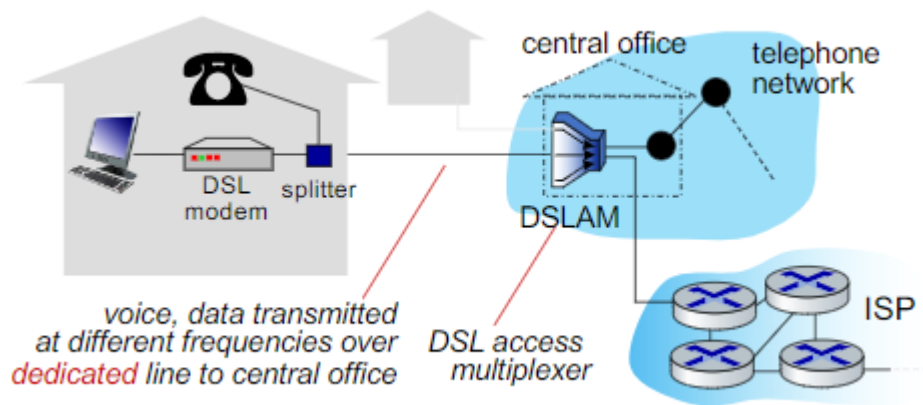 central office
telephone
network
DSL
modem
splitter
DSLAM
ISP
voice, data transmitted
at different frequencies over
dedicated line to central office
DSL access
multiplexer